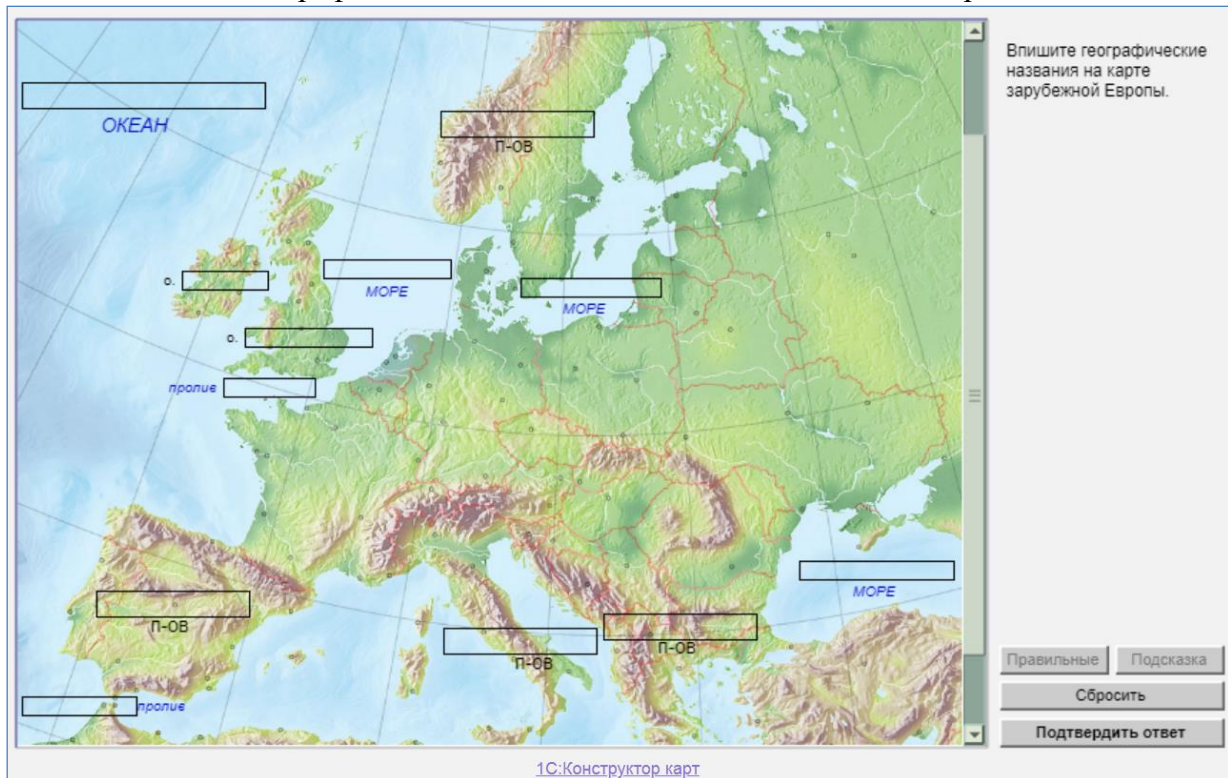 Впишите географические
названия на карте
зарубежной Европы.
ОКЕАН
П-ОВ
о.
МОРЕ
МОРЕ
о.
пролив
МОРЕ
П-ОВ
П-ОВ
П-ОВ
пролив
Правильные
Подсказка
Сбросить
Подтвердить ответ
1С:Конструктор карт